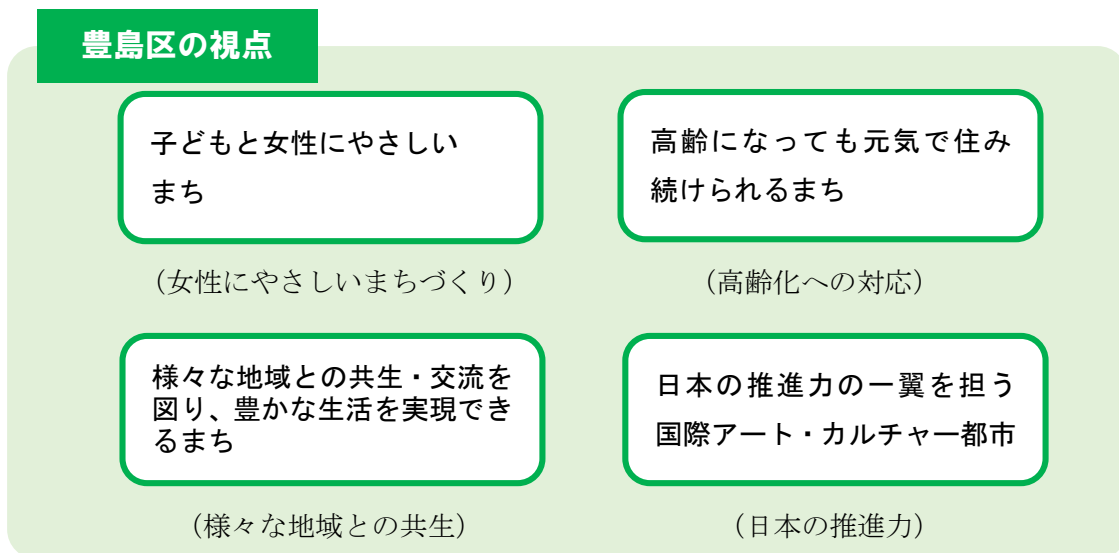 豊島区の視点
子どもと女性にやさしい
まち
(女性にやさしいまちづくり)
高齢になっても元気で住み
続けられるまち
(高齢化への対応)
様々な地域との共生・交流を
図り、豊かな生活を実現でき
るまち
(様々な地域との共生)
日本の推進力の一翼を担う
国際アート・カルチャー都市
(日本の推進力)